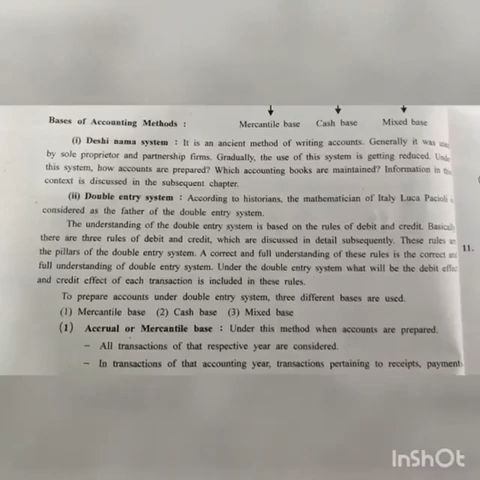 Bases of Accounting Methods : Mercantile base Cash base Mixed base
(i) Deshi nama system : It is an ancient method of writing accounts. Generally it was
by sole proprietor and partnership firms. Gradually, the use of this system is getting reduced. Under
this system, how accounts are prepared? Which accounting books are maintained? Information in this
context is discussed in the subsequent chapter.
(ii) Double entry system : According to historians, the mathematician of Italy Luca Pacioli
considered as the father of the double entry system.
The understanding of the double entry system is based on the rules of debit and credit. Basically
there are three rules of debit and credit, which are discussed in detail subsequently. These rules are
the pillars of the double entry system. A correct and full understanding of these rules is the correct and
11.
full understanding of double entry system. Under the double entry system what will be the debit effect
and credit effect of each transaction is included in these rules.
To prepare accounts under double entry system, three different bases are used.
(1) Mercantile base (2) Cash base (3) Mixed base
(1) Accrual or Mercantile base : Under this method when accounts are prepared.
– All transactions of that respective year are considered.
– In transactions of that accounting year, transactions pertaining to receipts, payments
InShOt